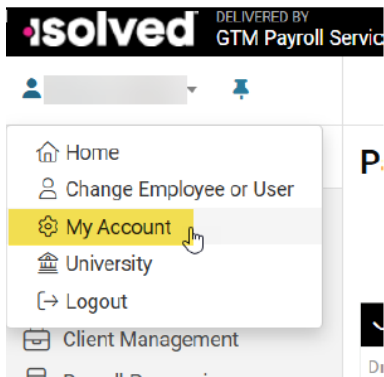 isolved DELIVERED BY
GTM Payroll Servic
Home
P
Change Employee or User
My Account
University
Logout
Client Management